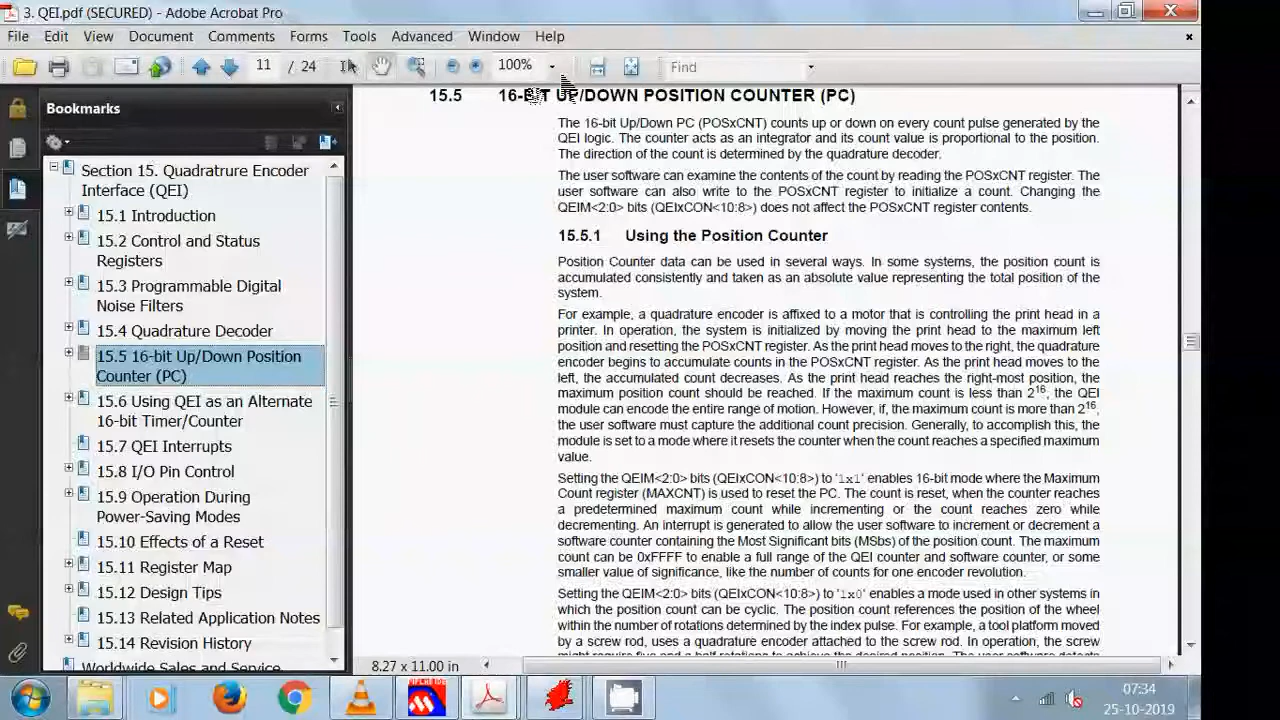 3. QEI.pdf (SECURED) - Adobe Acrobat Pro
File Edit View Document Comments Forms Tools Advanced Window Help
11 / 24 100% Find
Bookmarks
Section 15. Quadratrure Encoder
Interface (QEI)
15.1 Introduction
15.2 Control and Status
Registers
15.3 Programmable Digital
Noise Filters
15.4 Quadrature Decoder
15.5 16-bit Up/Down Position
Counter (PC)
15.6 Using QEI as an Alternate
16-bit Timer/Counter
15.7 QEI Interrupts
15.8 I/O Pin Control
15.9 Operation During
Power-Saving Modes
15.10 Effects of a Reset
15.11 Register Map
15.12 Design Tips
15.13 Related Application Notes
15.14 Revision History
Worldwide Sales and Service
15.5 16-BIT UP/DOWN POSITION COUNTER (PC)
The 16-bit Up/Down PC (POSxCNT) counts up or down on every count pulse generated by the
QEI logic. The counter acts as an integrator and its count value is proportional to the position.
The direction of the count is determined by the quadrature decoder.
The user software can examine the contents of the count by reading the POSxCNT register. The
user software can also write to the POSxCNT register to initialize a count. Changing the
QEIM<2:0> bits (QEIxCON<10:8>) does not affect the POSxCNT register contents.
15.5.1 Using the Position Counter
Position Counter data can be used in several ways. In some systems, the position count is
accumulated consistently and taken as an absolute value representing the total position of the
system.
For example, a quadrature encoder is affixed to a motor that is controlling the print head in a
printer. In operation, the system is initialized by moving the print head to the maximum left
position and resetting the POSxCNT register. As the print head moves to the right, the quadrature
encoder begins to accumulate counts in the POSxCNT register. As the print head moves to the
left, the accumulated count decreases. As the print head reaches the right-most position, the
maximum position count should be reached. If the maximum count is less than 2¹⁶, the QEI
module can encode the entire range of motion. However, if, the maximum count is more than 2¹⁶,
the user software must capture the additional count precision. Generally, to accomplish this, the
module is set to a mode where it resets the counter when the count reaches a specified maximum
value.
Setting the QEIM<2:0> bits (QEIxCON<10:8>) to '1x1' enables 16-bit mode where the Maximum
Count register (MAXCNT) is used to reset the PC. The count is reset, when the counter reaches
a predetermined maximum count while incrementing or the count reaches zero while
decrementing. An interrupt is generated to allow the user software to increment or decrement a
software counter containing the Most Significant bits (MSbs) of the position count. The maximum
count can be 0xFFFF to enable a full range of the QEI counter and software counter, or some
smaller value of significance, like the number of counts for one encoder revolution.
Setting the QEIM<2:0> bits (QEIxCON<10:8>) to '1x0' enables a mode used in other systems in
which the position count can be cyclic. The position count references the position of the wheel
within the number of rotations determined by the index pulse. For example, a tool platform moved
by a screw rod, uses a quadrature encoder attached to the screw rod. In operation, the screw
might require five and a half rotations to achieve the desired position. The user software detects
8.27 x 11.00 in
07:34
25-10-2019